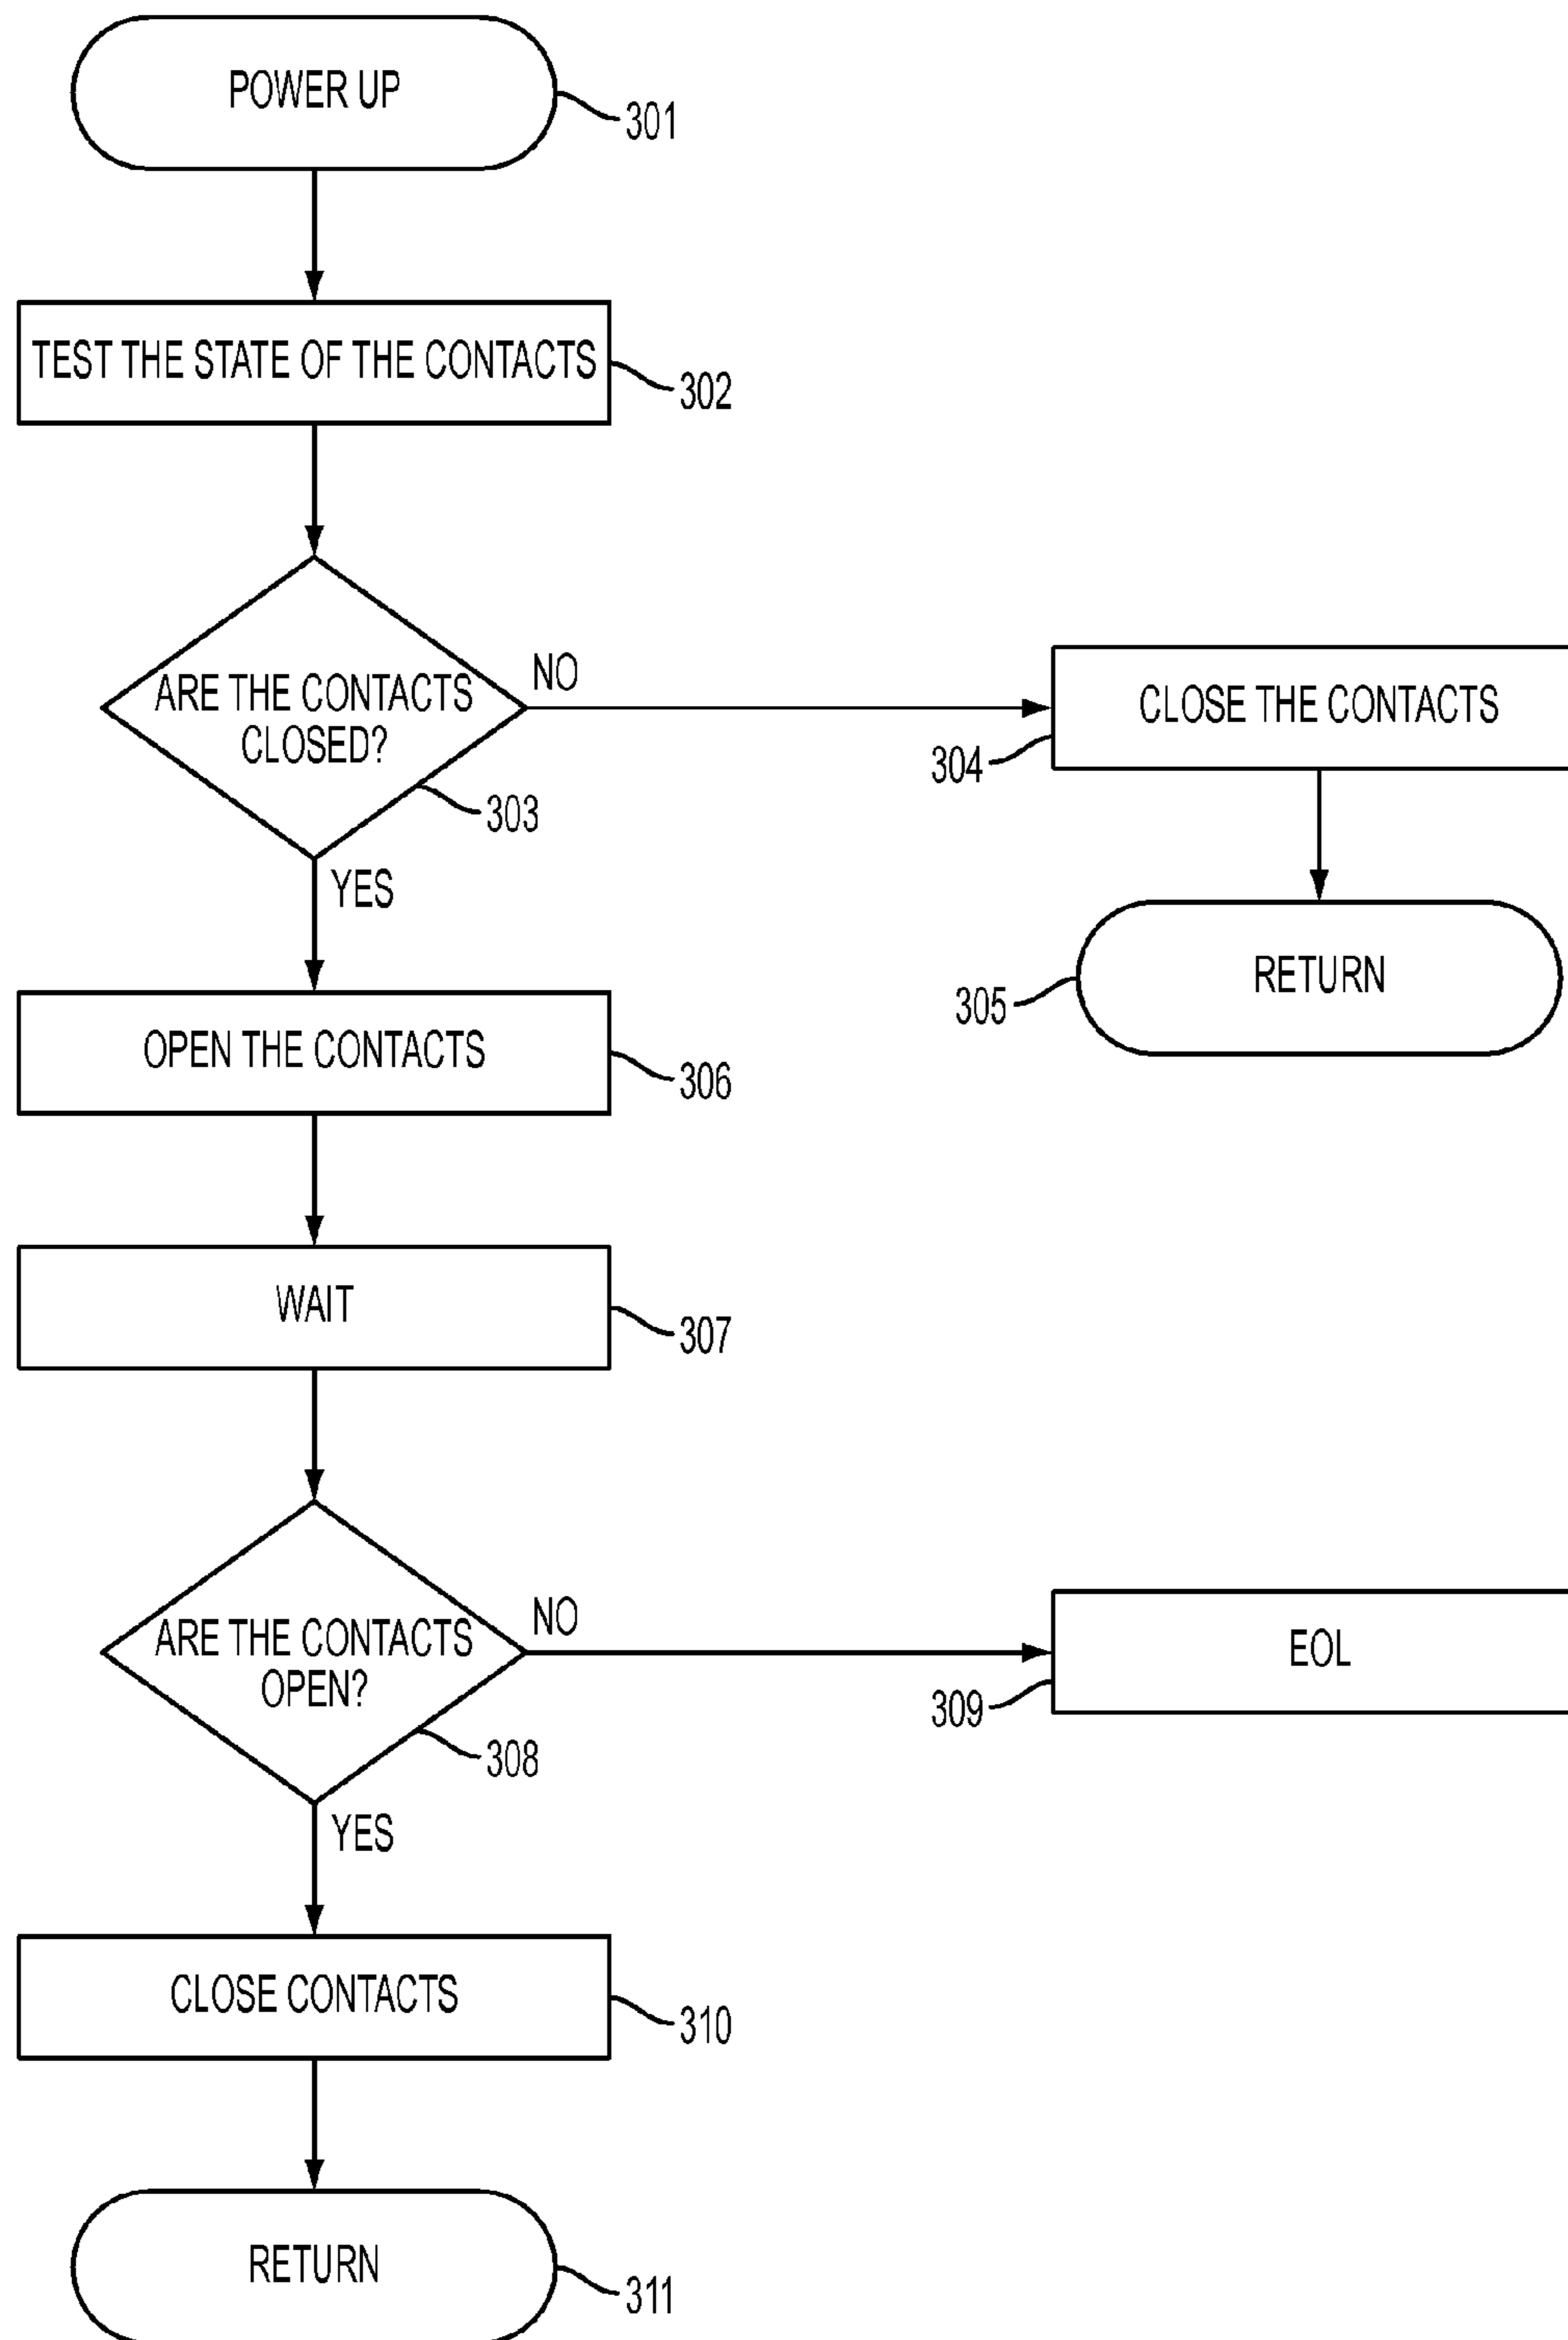 POWER UP
301
TEST THE STATE OF THE CONTACTS
302
ARE THE CONTACTS
CLOSED?
303
NO
CLOSE THE CONTACTS
304
RETURN
305
YES
OPEN THE CONTACTS
306
WAIT
307
ARE THE CONTACTS
OPEN?
308
NO
EOL
309
YES
CLOSE CONTACTS
310
RETURN
311